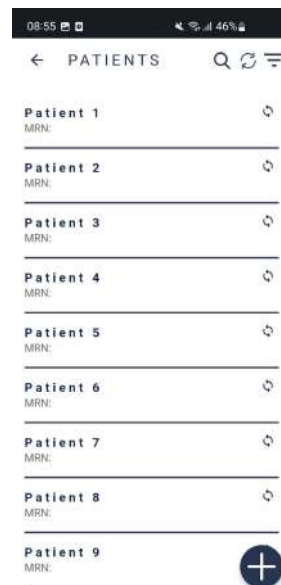 08:55 46%
PATIENTS
Patient 1
MRN:
Patient 2
MRN:
Patient 3
MRN:
Patient 4
MRN:
Patient 5
MRN:
Patient 6
MRN:
Patient 7
MRN:
Patient 8
MRN:
Patient 9
MRN: